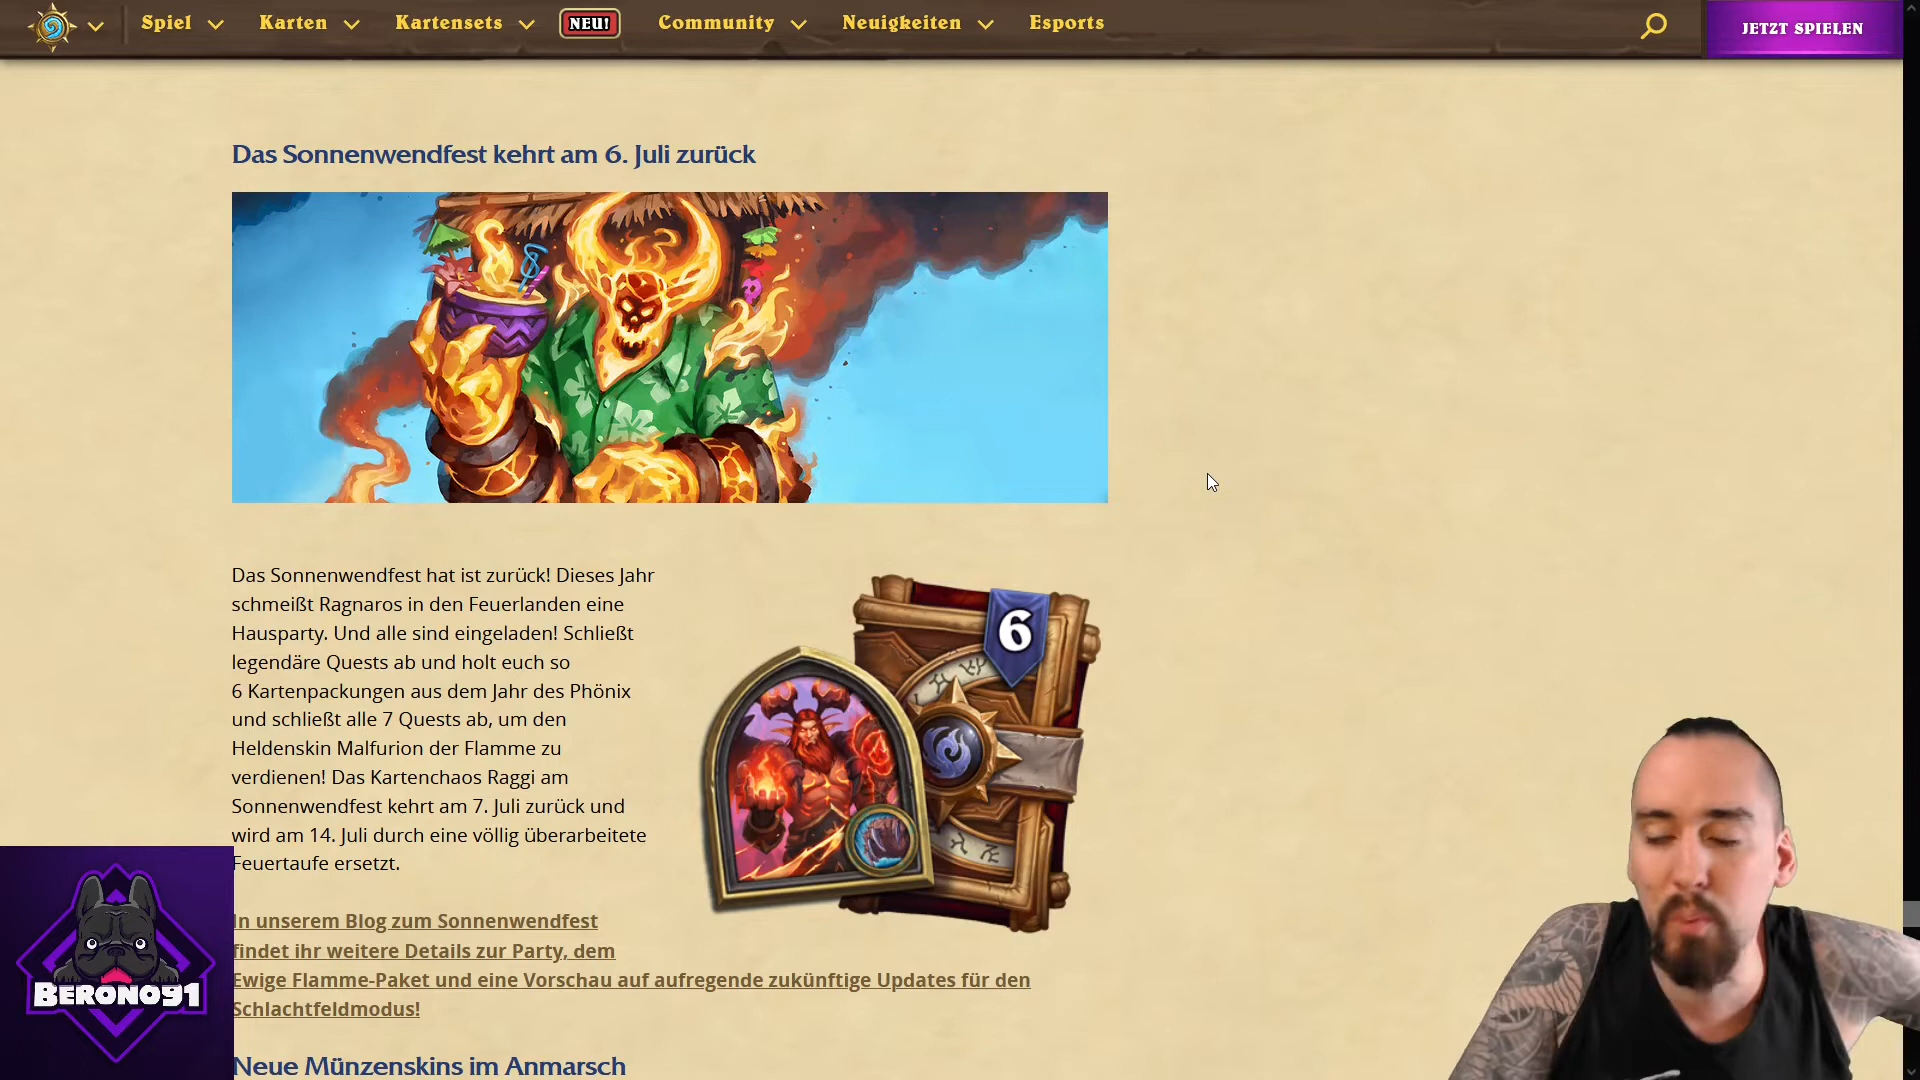 Spiel
Karten
Kartensets
NEU!
Community
Neuigkeiten
Esports
JETZT SPIELEN
Das Sonnenwendfest kehrt am 6. Juli zurück
Das Sonnenwendfest hat ist zurück! Dieses Jahr
schmeißt Ragnaros in den Feuerlanden eine
Hausparty. Und alle sind eingeladen! Schließt
legendäre Quests ab und holt euch so
6 Kartenpackungen aus dem Jahr des Phönix
und schließt alle 7 Quests ab, um den
Heldenskin Malfurion der Flamme zu
verdienen! Das Kartenchaos Raggi am
Sonnenwendfest kehrt am 7. Juli zurück und
wird am 14. Juli durch eine völlig überarbeitete
Feuertaufe ersetzt.
6
In unserem Blog zum Sonnenwendfest
findet ihr weitere Details zur Party, dem
Ewige Flamme-Paket und eine Vorschau auf aufregende zukünftige Updates für den
Schlachtfeldmodus!
Neue Münzenskins im Anmarsch
BERONO91